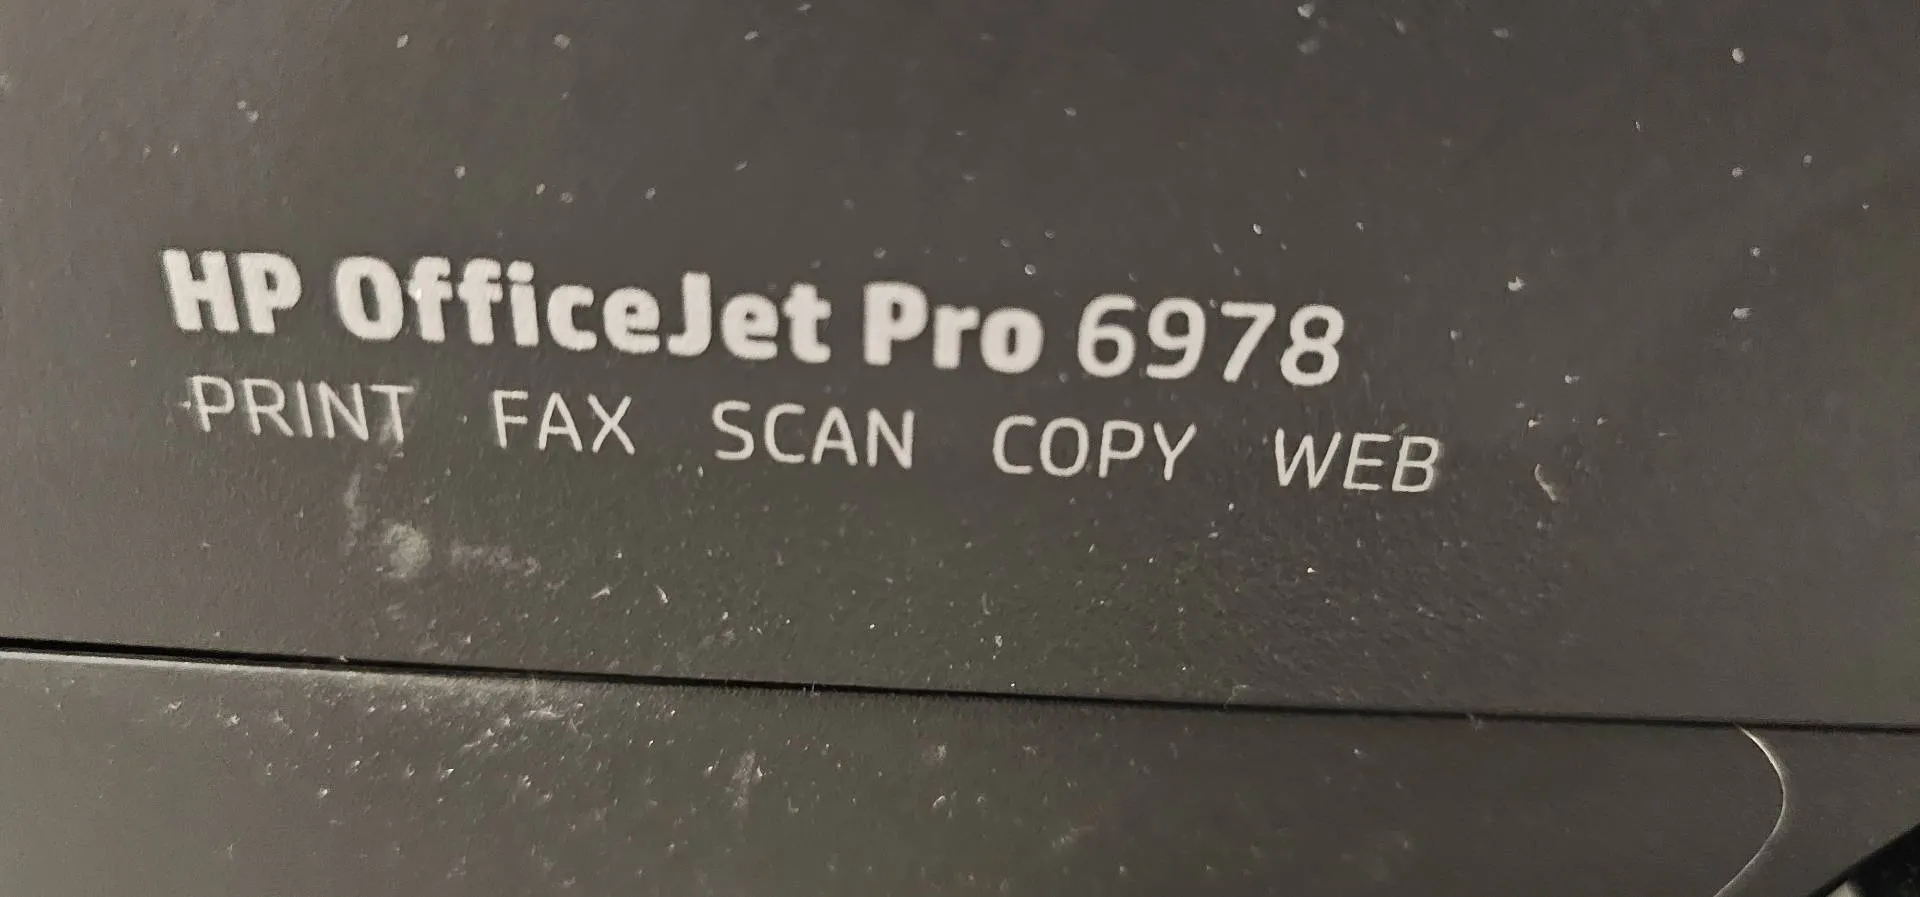 HP OfficeJet Pro 6978
PRINT FAX SCAN COPY WEB